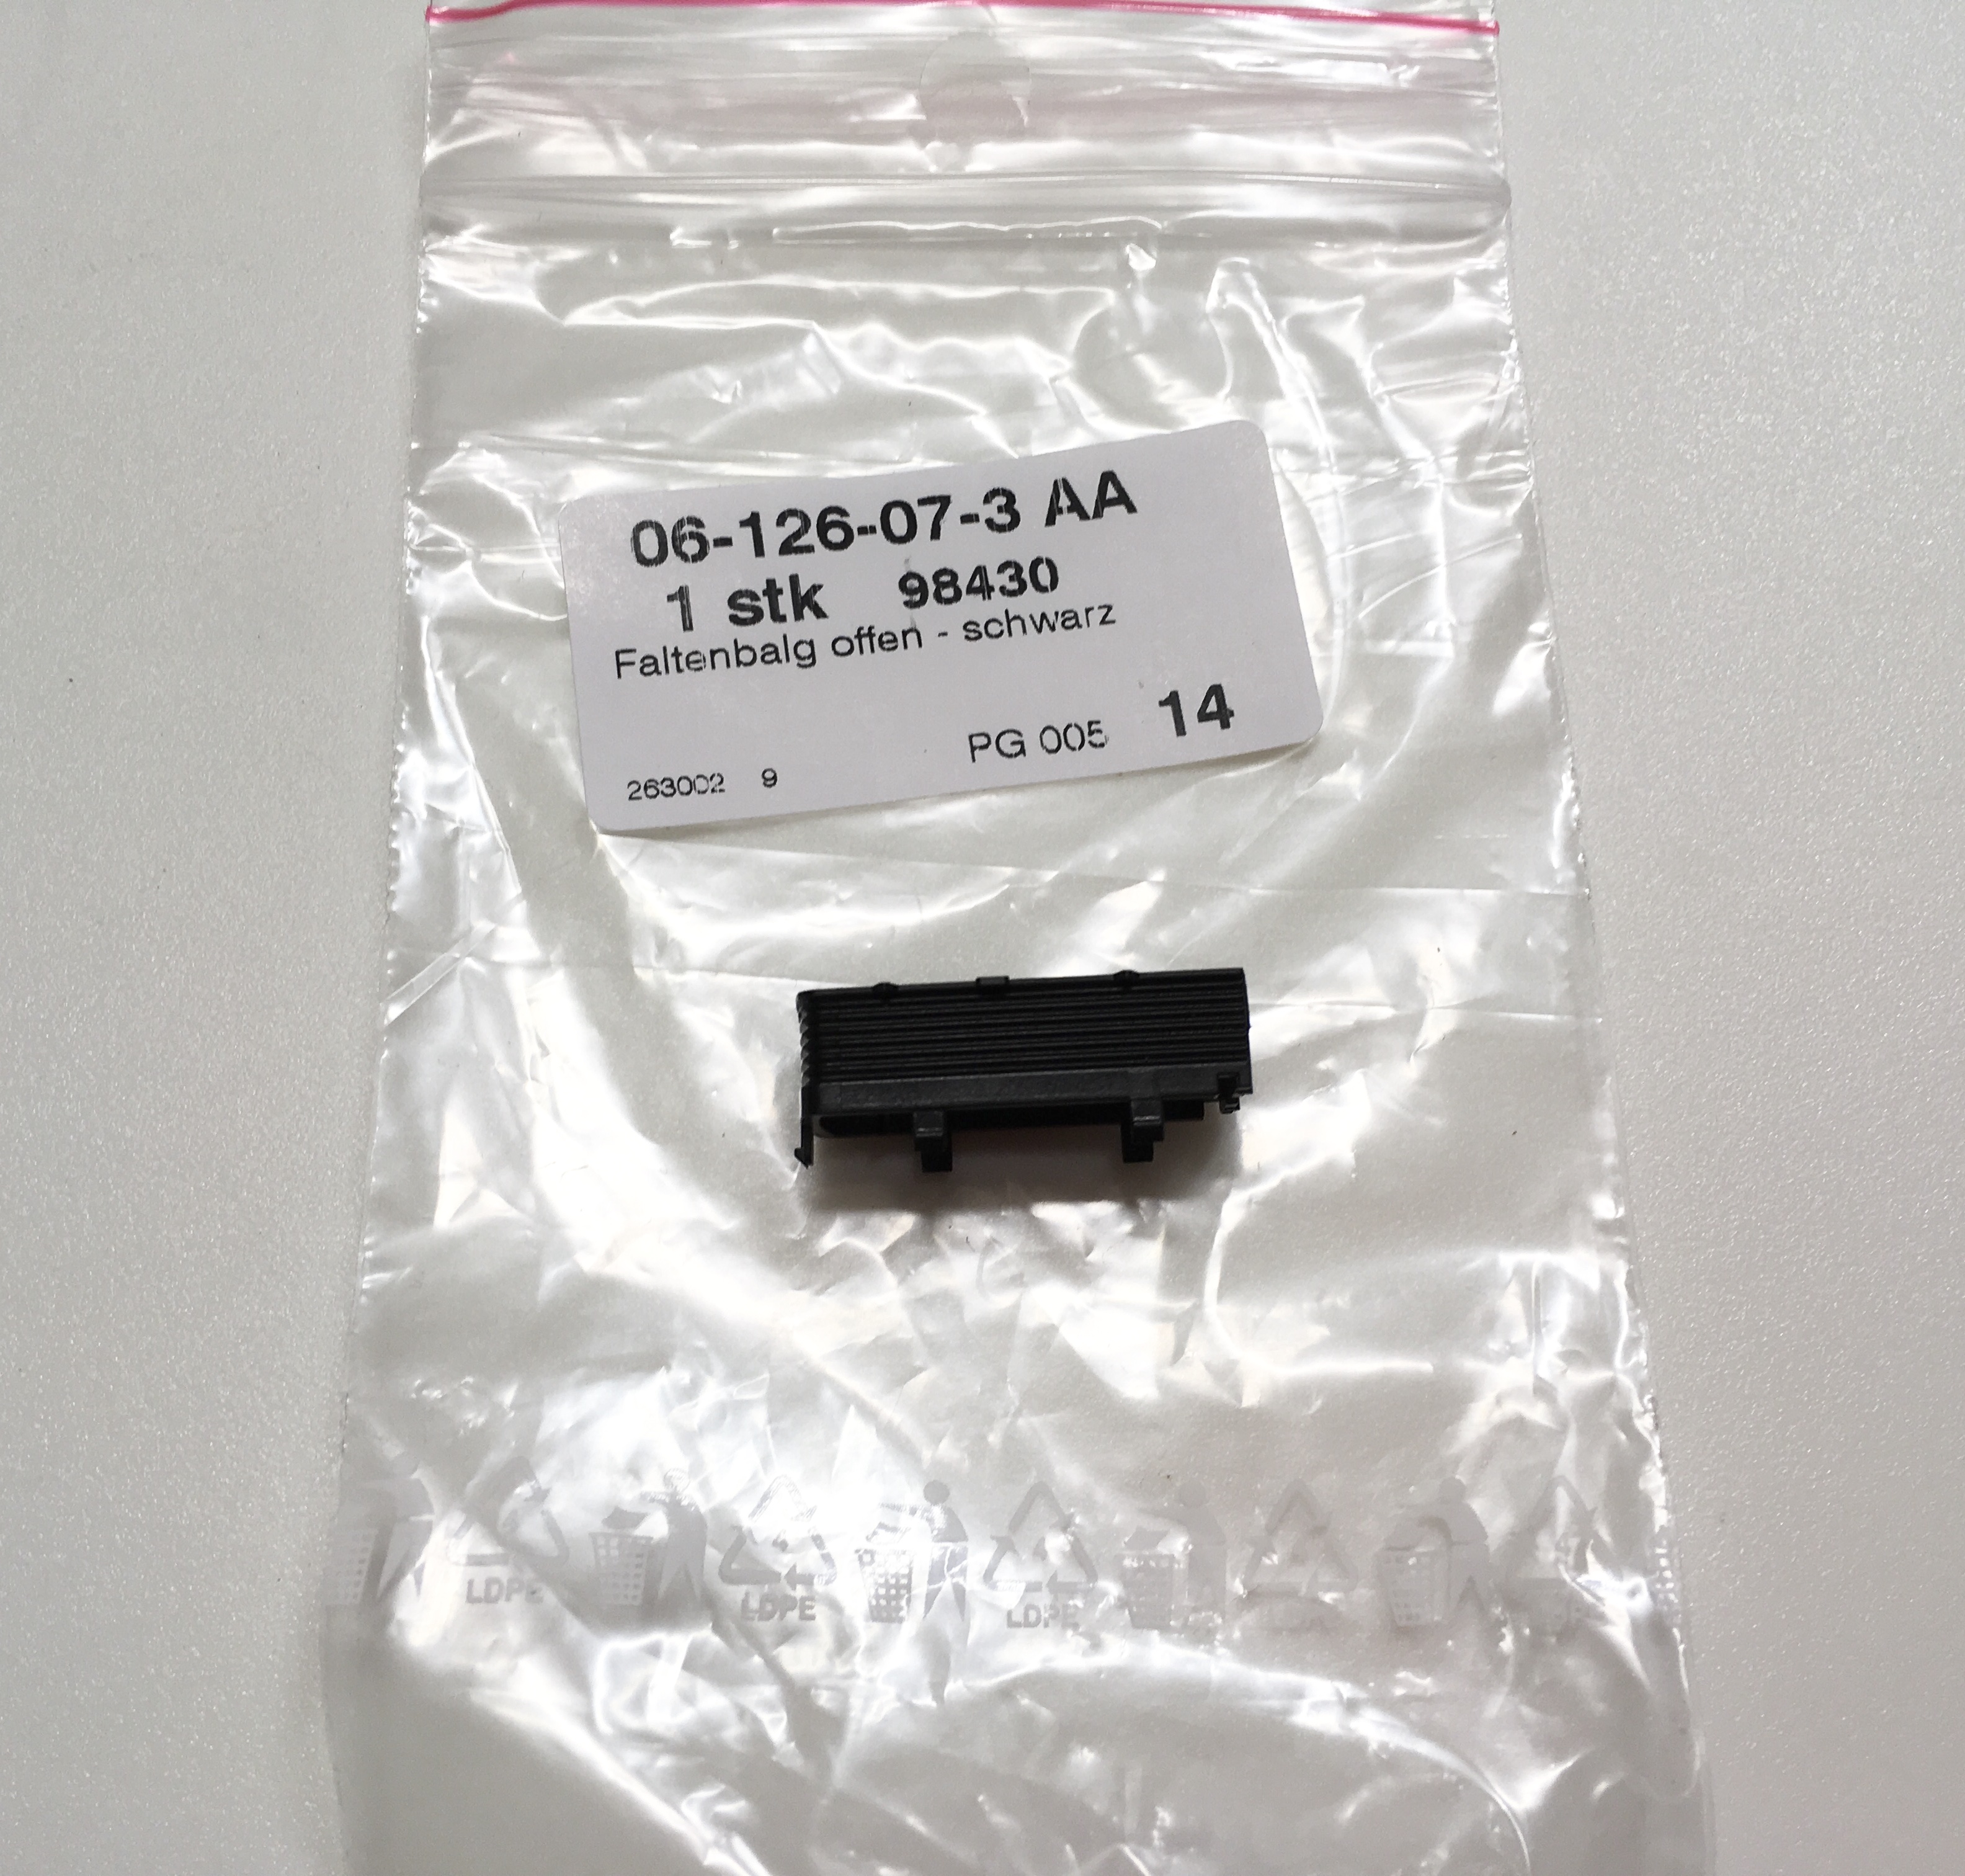 06-126-07-3 AA
1 stk 98430
Faltenbalg offen - schwarz
PG 005 14
263002 9
LDPE LDPE LDPE